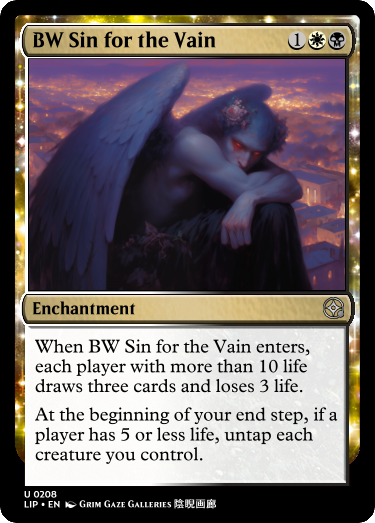 BW Sin for the Vain 1
Enchantment
When BW Sin for the Vain enters,
each player with more than 10 life
draws three cards and loses 3 life.
At the beginning of your end step, if a
player has 5 or less life, untap each
creature you control.
U 0208
LIP • EN Grim Gaze Galleries 陰睨画廊